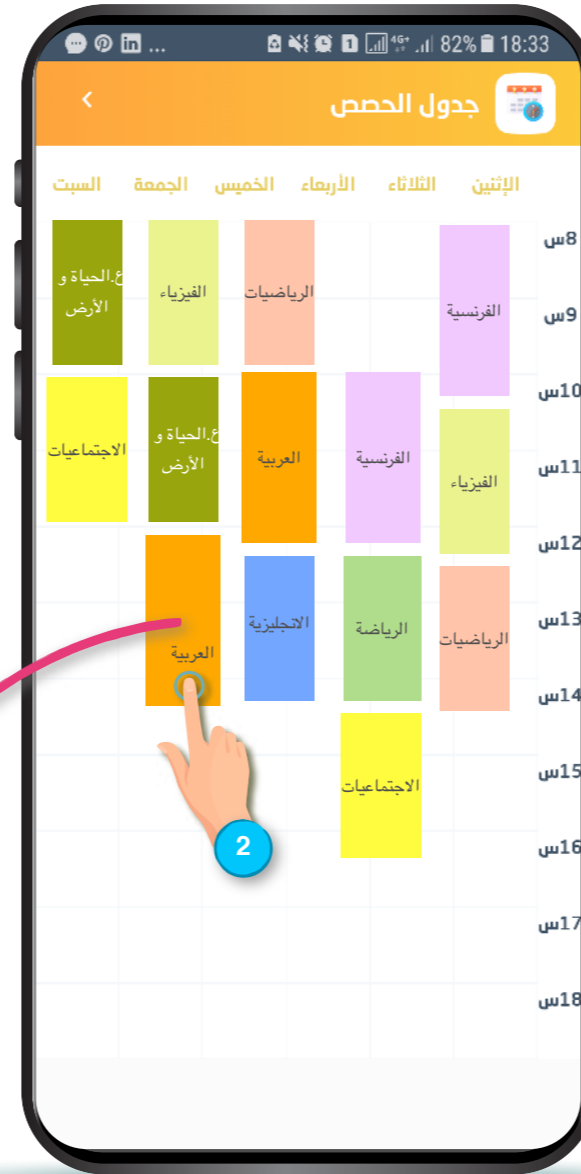 ... 82% 18:33
جدول الحصص
الإثنين الثلاثاء الأربعاء الخميس الجمعة السبت
8س
9س
10س
11س
12س
13س
14س
15س
16س
17س
18س
الفرنسية
الفيزياء
الرياضيات
الفرنسية
الرياضة
الاجتماعيات
الرياضيات
العربية
الانجليزية
الفيزياء
ع.الحياة و
الأرض
العربية
ع.الحياة و
الأرض
الاجتماعيات
2